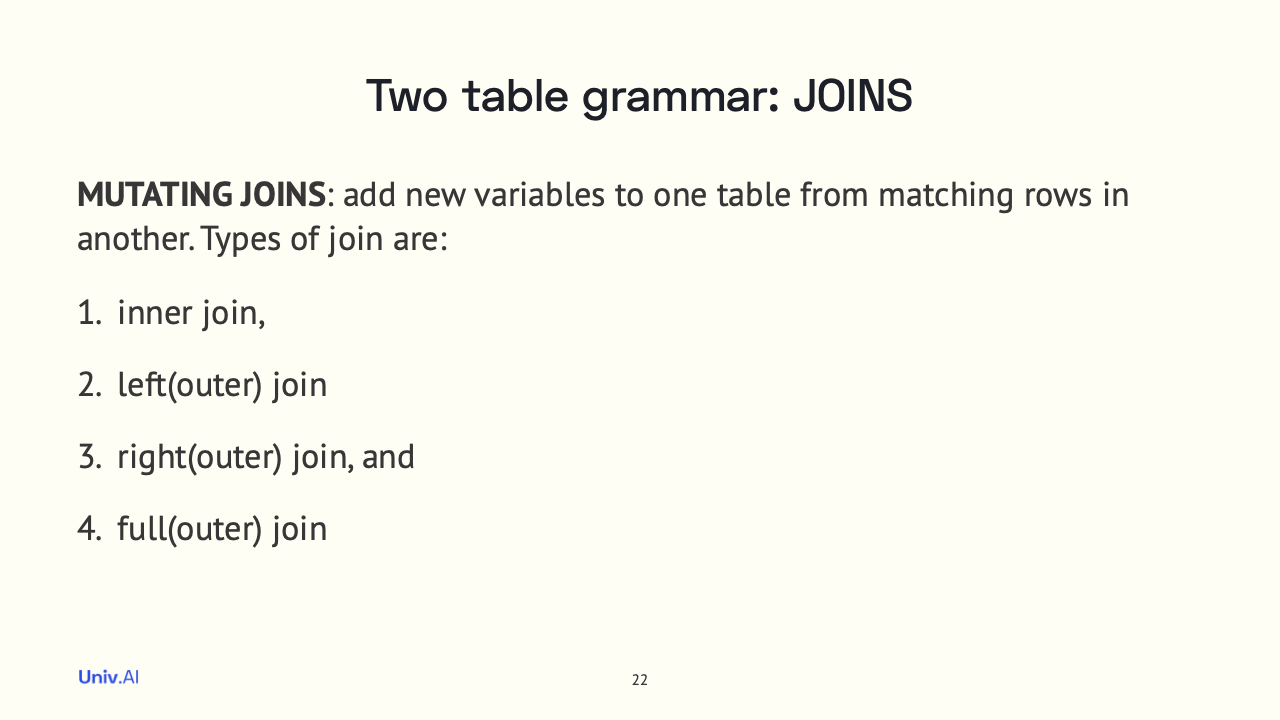 Two table grammar: JOINS
MUTATING JOINS: add new variables to one table from matching rows in
another. Types of join are:
1. inner join,
2. left(outer) join
3. right(outer) join, and
4. full(outer) join
Univ.AI
22